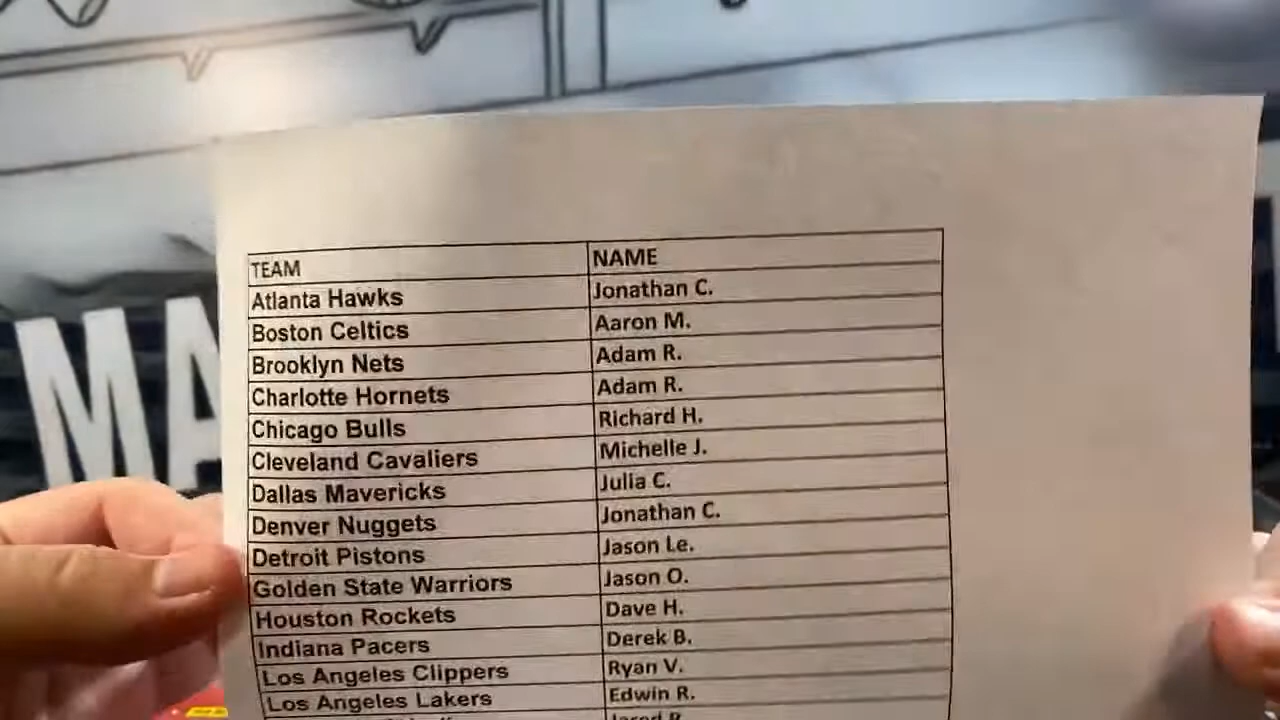 MA
TEAM NAME
Atlanta Hawks Jonathan C.
Boston Celtics Aaron M.
Brooklyn Nets Adam R.
Charlotte Hornets Adam R.
Chicago Bulls Richard H.
Cleveland Cavaliers Michelle J.
Dallas Mavericks Julia C.
Denver Nuggets Jonathan C.
Detroit Pistons Jason Le.
Golden State Warriors Jason O.
Houston Rockets Dave H.
Indiana Pacers Derek B.
Los Angeles Clippers Ryan V.
Los Angeles Lakers Edwin R.